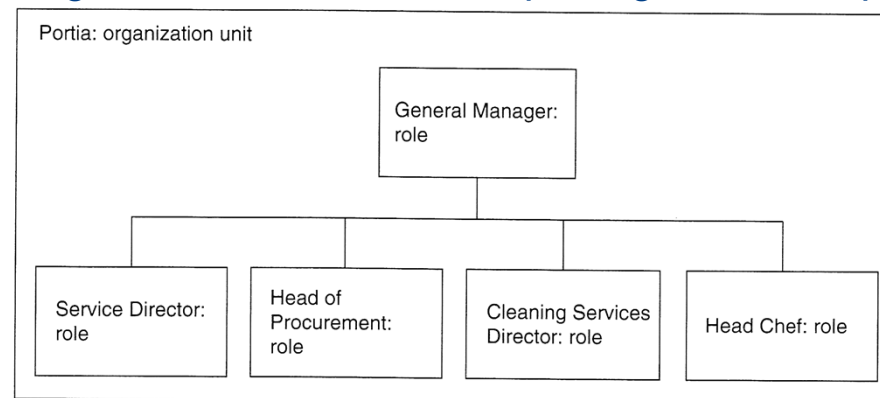 Portia: organization unit
General Manager:
role
Service Director:
role
Head of
Procurement:
role
Cleaning Services
Director: role
Head Chef: role